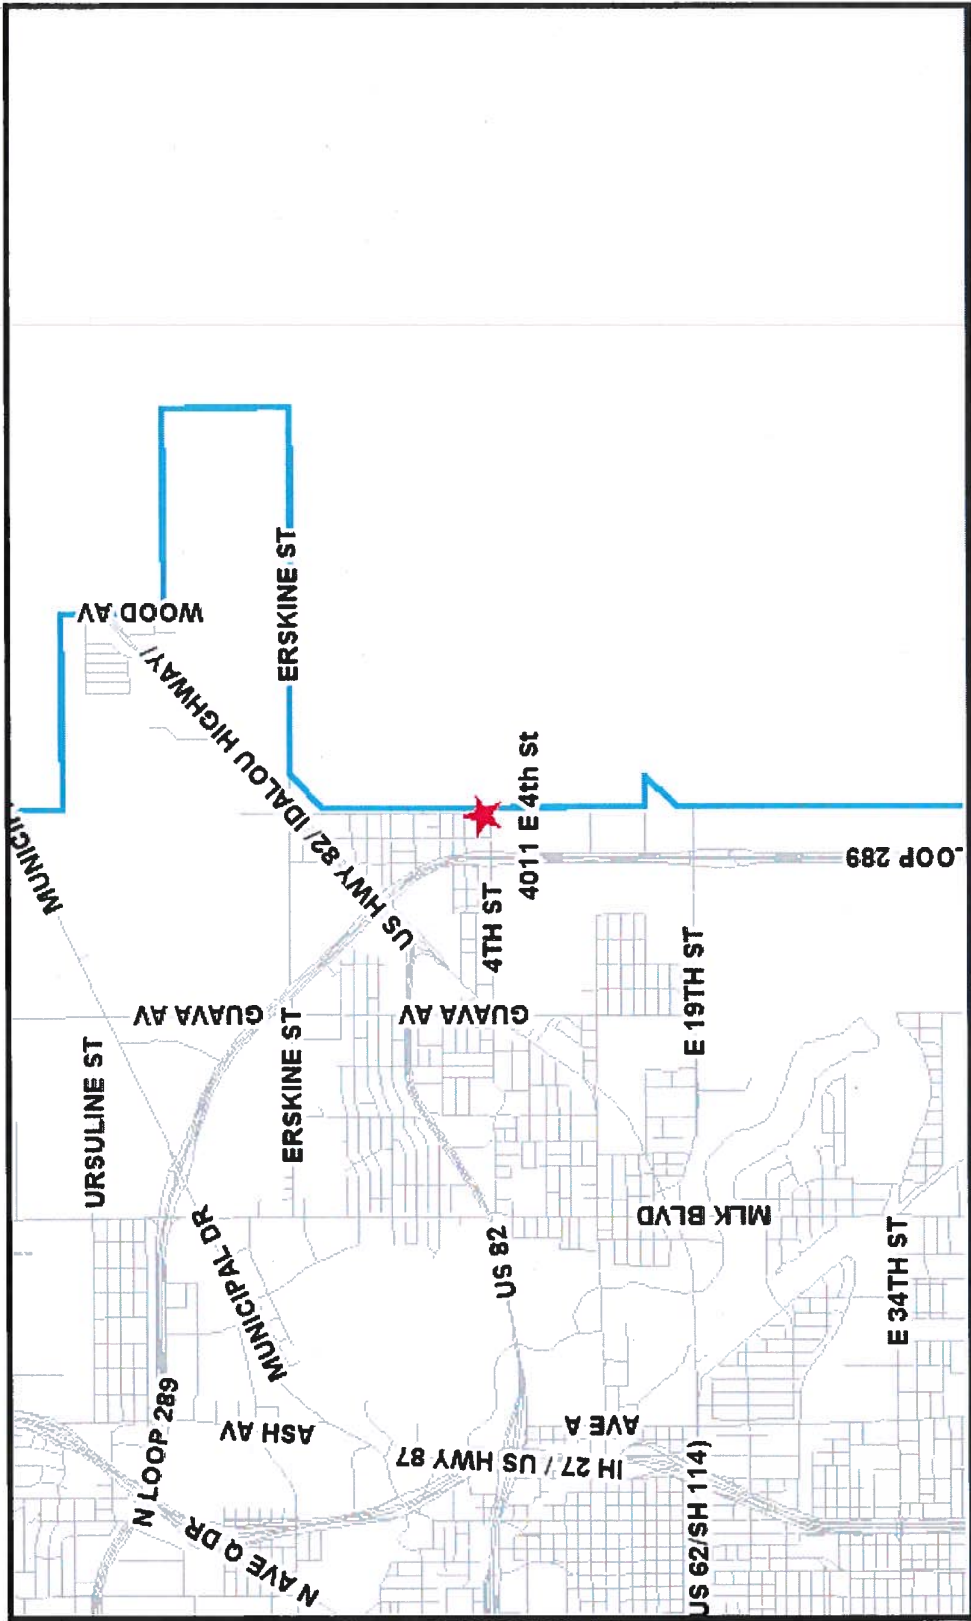 MUNICI
WOOD AV
US HWY 82/ IDALOU HIGHWAY/
ERSKINE ST
4011 E 4th st
LOOP 289
4TH ST
GUAVA AV
GUAVA AV
E 19TH ST
URSULINE ST
ERSKINE ST
MLK BLVD
MUNICIPAL DR
US 82
E 34TH ST
N LOOP 289
ASH AV
AVE A
IH 27 / US HWY 87
N AVE Q DR
US 62/SH 114)